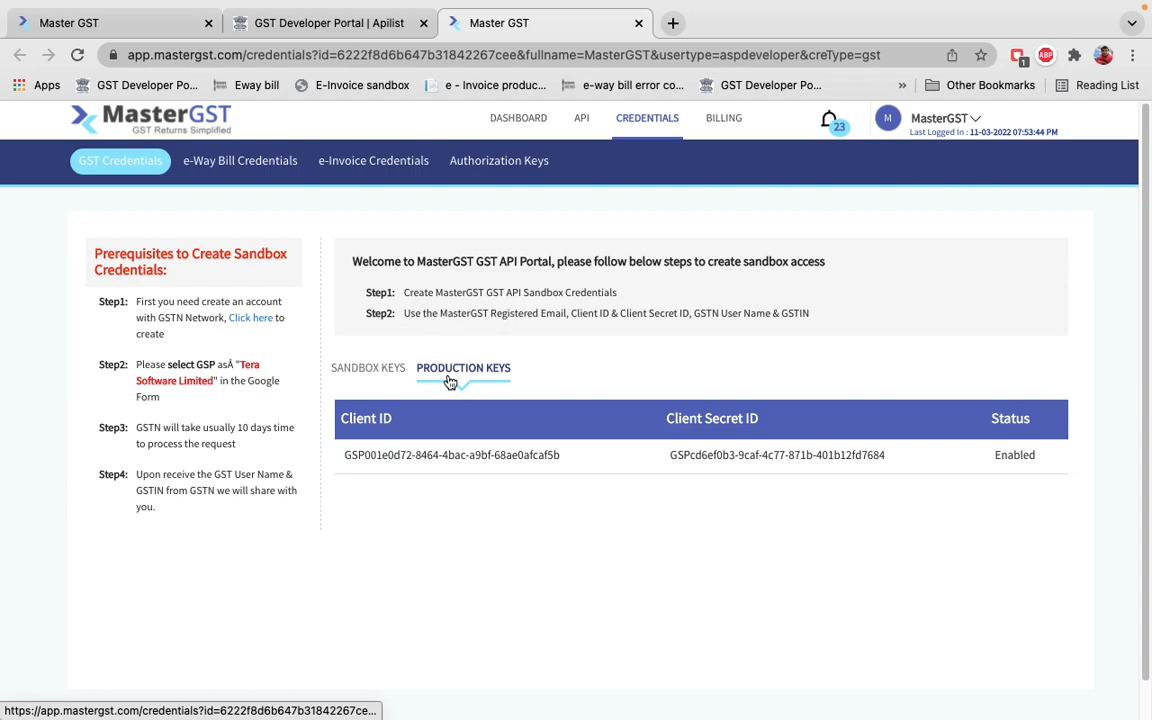 Master GST
GST Developer Portal | Apilist
Master GST
app.mastergst.com/credentials?id=6222f8d6b647b31842267cee&fullname=MasterGST&usertype=aspdeveloper&creType=gst
1
ABP
Apps
GST Developer Po...
Eway bill
E-Invoice sandbox
e - Invoice produc...
e-way bill error co...
GST Developer Po...
»
Other Bookmarks
Reading List
MasterGST
GST Returns Simplified
DASHBOARD
API
CREDENTIALS
BILLING
23
M
MasterGST
Last Logged In : 11-03-2022 07:53:44 PM
GST Credentials
e-Way Bill Credentials
e-Invoice Credentials
Authorization Keys
Prerequisites to Create Sandbox
Credentials:
Step1: First you need create an account
with GSTN Network, Click here to
create
Step2: Please select GSP asÂ "Tera
Software Limited" in the Google
Form
Step3: GSTN will take usually 10 days time
to process the request
Step4: Upon receive the GST User Name &
GSTIN from GSTN we will share with
you.
Welcome to MasterGST GST API Portal, please follow below steps to create sandbox access
Step1: Create MasterGST GST API Sandbox Credentials
Step2: Use the MasterGST Registered Email, Client ID & Client Secret ID, GSTN User Name & GSTIN
SANDBOX KEYS
PRODUCTION KEYS
Client ID Client Secret ID Status
GSP001e0d72-8464-4bac-a9bf-68ae0afcaf5b GSPcd6ef0b3-9caf-4c77-871b-401b12fd7684 Enabled
https://app.mastergst.com/credentials?id=6222f8d6b647b31842267ce...